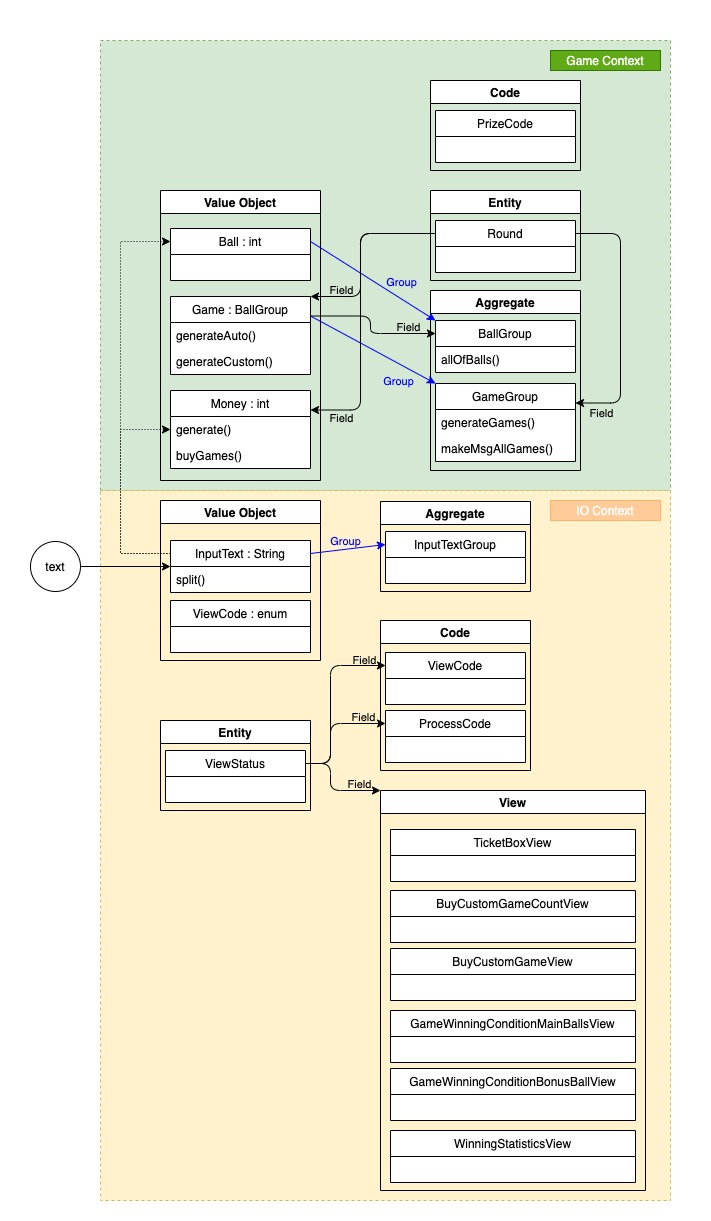 Game Context
Code
PrizeCode
Value Object
Ball : int
Game : BallGroup
generateAuto()
generateCustom()
Money : int
generate()
buyGames()
Entity
Round
Aggregate
BallGroup
allOfBalls()
GameGroup
generateGames()
makeMsgAllGames()
Group
Field
Field
Group
Field
Field
IO Context
Value Object
InputText : String
split()
ViewCode : enum
text
Group
Aggregate
InputTextGroup
Code
ViewCode
ProcessCode
Field
Field
Field
Entity
ViewStatus
View
TicketBoxView
BuyCustomGameCountView
BuyCustomGameView
GameWinningConditionMainBallsView
GameWinningConditionBonusBallView
WinningStatisticsView